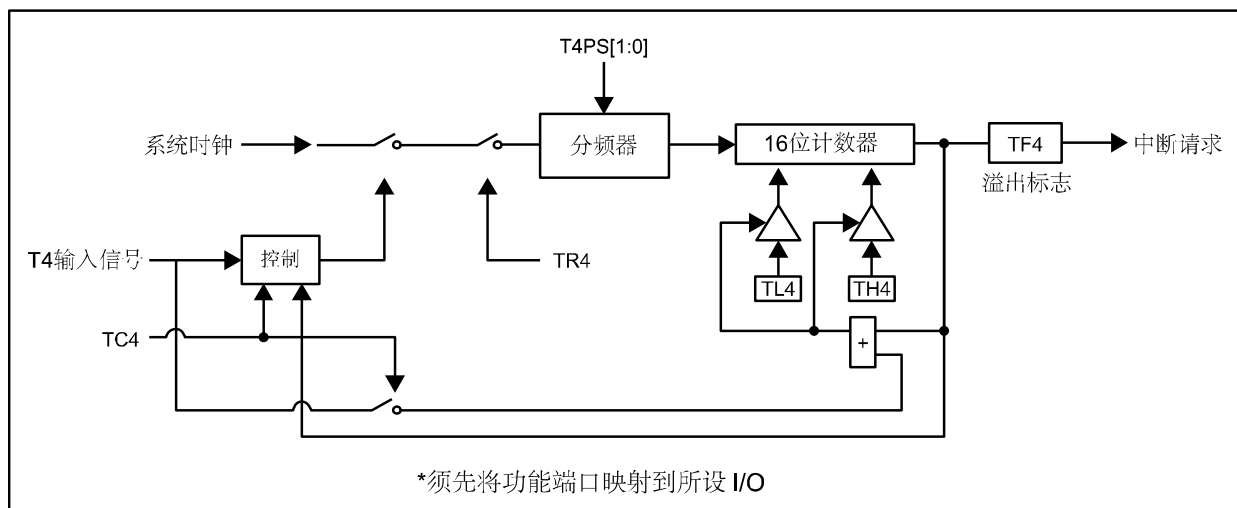 T4PS[1:0]
系统时钟
分频器
16位计数器
TF4
中断请求
溢出标志
T4输入信号
控制
TR4
TL4
TH4
TC4
+
*须先将功能端口映射到所设 I/O